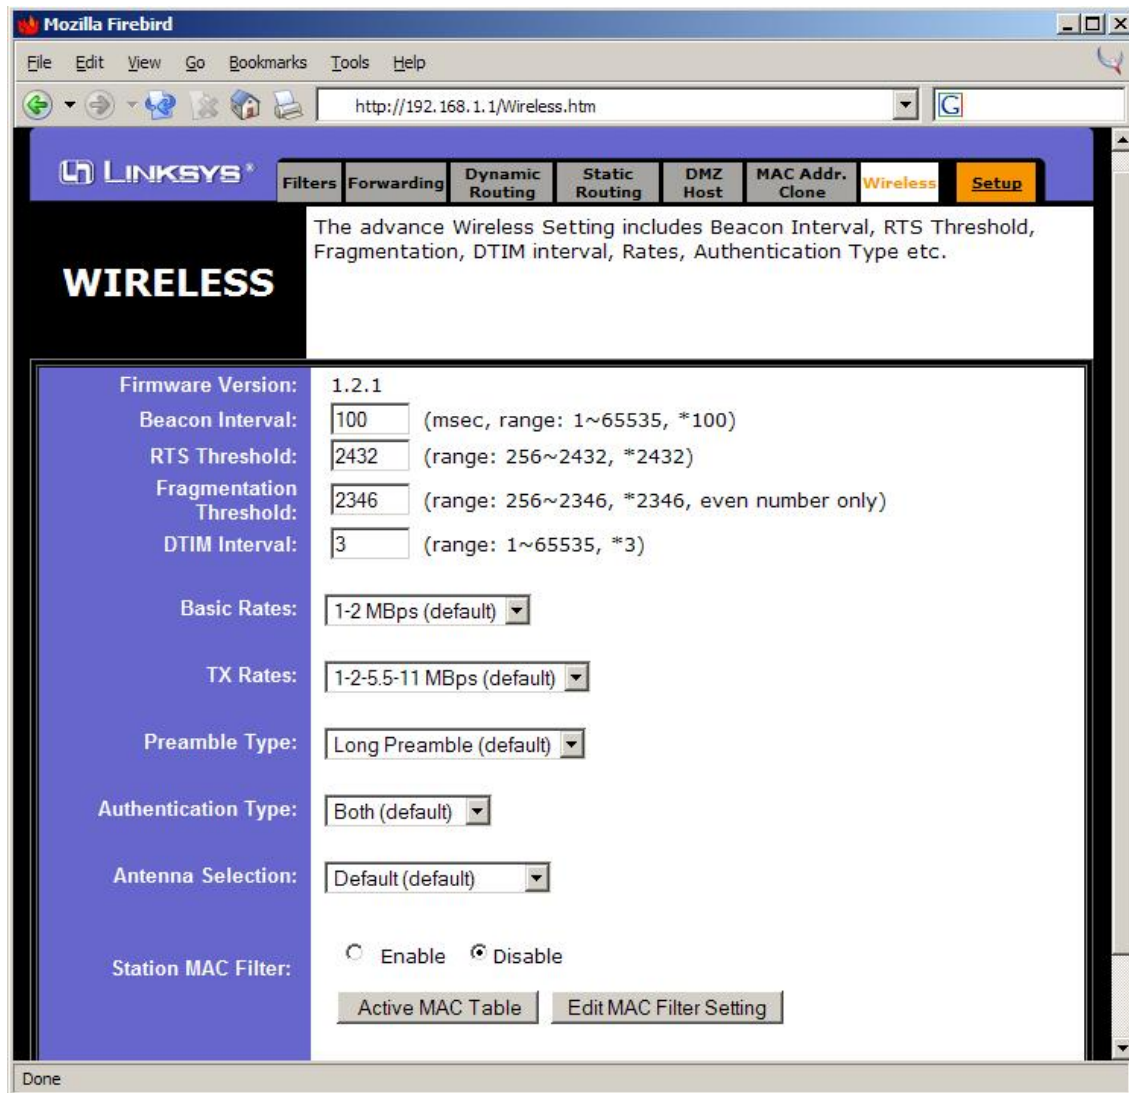 Mozilla Firebird
File Edit View Go Bookmarks Tools Help
http://192.168.1.1/Wireless.htm G
LINKSYS® Filters Forwarding Dynamic Routing Static Routing DMZ Host MAC Addr. Clone Wireless Setup
The advance Wireless Setting includes Beacon Interval, RTS Threshold,
Fragmentation, DTIM interval, Rates, Authentication Type etc.
WIRELESS
Firmware Version: 1.2.1
Beacon Interval: 100 (msec, range: 1~65535, *100)
RTS Threshold: 2432 (range: 256~2432, *2432)
Fragmentation
Threshold: 2346 (range: 256~2346, *2346, even number only)
DTIM Interval: 3 (range: 1~65535, *3)
Basic Rates: 1-2 MBps (default)
TX Rates: 1-2-5.5-11 MBps (default)
Preamble Type: Long Preamble (default)
Authentication Type: Both (default)
Antenna Selection: Default (default)
Station MAC Filter: Enable Disable
Active MAC Table Edit MAC Filter Setting
Done